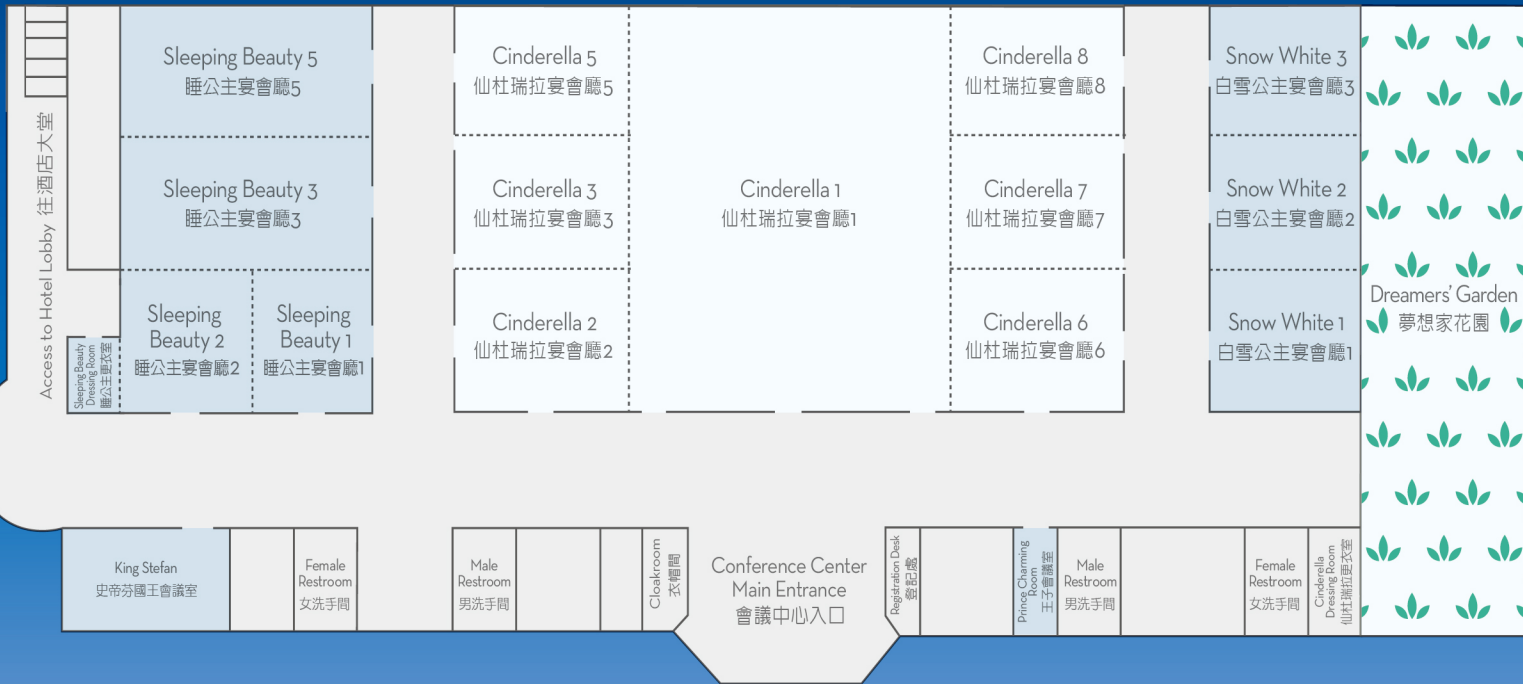 Sleeping Beauty 5
睡公主宴會廳5
Cinderella 5
仙杜瑞拉宴會廳5
Cinderella 8
仙杜瑞拉宴會廳8
Snow White 3
白雪公主宴會廳3
Access to Hotel Lobby 往酒店大堂
Sleeping Beauty 3
睡公主宴會廳3
Cinderella 3
仙杜瑞拉宴會廳3
Cinderella 1
仙杜瑞拉宴會廳1
Cinderella 7
仙杜瑞拉宴會廳7
Snow White 2
白雪公主宴會廳2
Dreamers' Garden
夢想家花園
Sleeping
Beauty 2
睡公主宴會廳2
Sleeping
Beauty 1
睡公主宴會廳1
Cinderella 2
仙杜瑞拉宴會廳2
Cinderella 6
仙杜瑞拉宴會廳6
Snow White 1
白雪公主宴會廳1
Sleeping Beauty
Dressing Room
睡公主更衣室
King Stefan
史帝芬國王會議室
Female
Restroom
女洗手間
Male
Restroom
男洗手間
Cloakroom
衣帽間
Conference Center
Main Entrance
會議中心入口
Registration Desk
登記處
Prince Charming
Room
王子會議室
Male
Restroom
男洗手間
Female
Restroom
女洗手間
Cinderella
Dressing Room
仙杜瑞拉更衣室